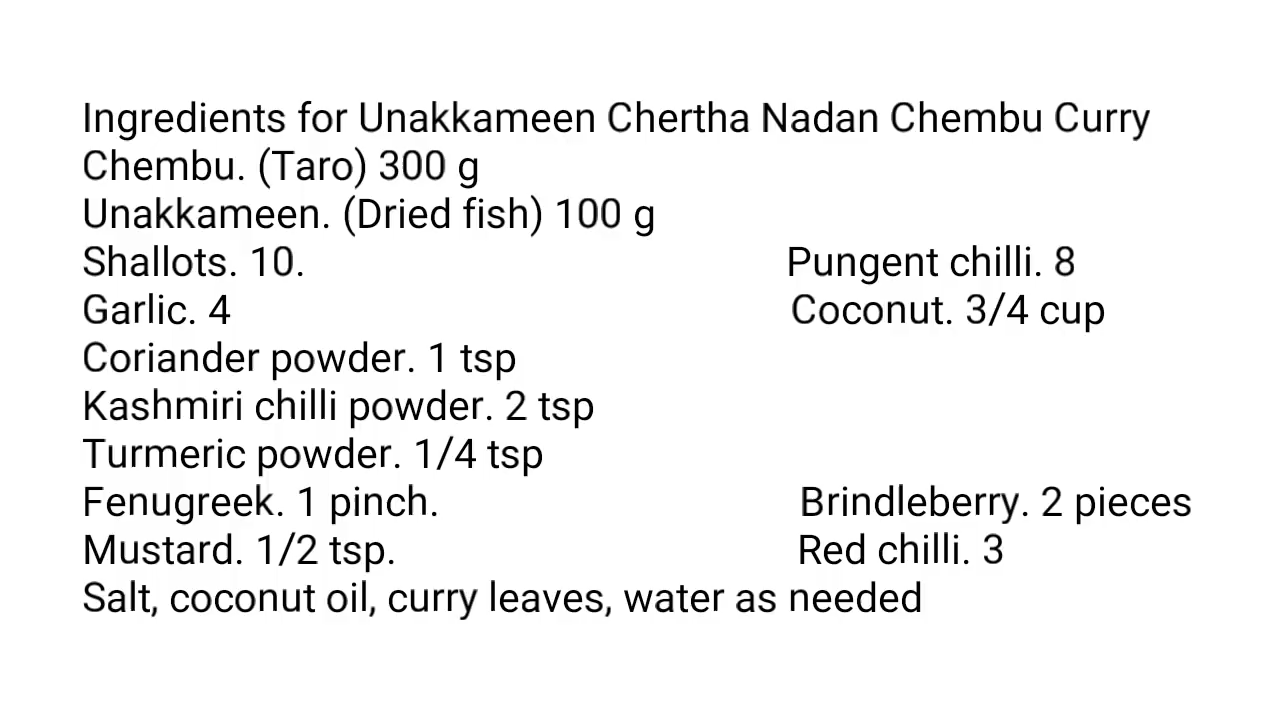 Ingredients for Unakkameen Chertha Nadan Chembu Curry
Chembu. (Taro) 300 g
Unakkameen. (Dried fish) 100 g
Shallots. 10. Pungent chilli. 8
Garlic. 4 Coconut. 3/4 cup
Coriander powder. 1 tsp
Kashmiri chilli powder. 2 tsp
Turmeric powder. 1/4 tsp
Fenugreek. 1 pinch. Brindleberry. 2 pieces
Mustard. 1/2 tsp. Red chilli. 3
Salt, coconut oil, curry leaves, water as needed